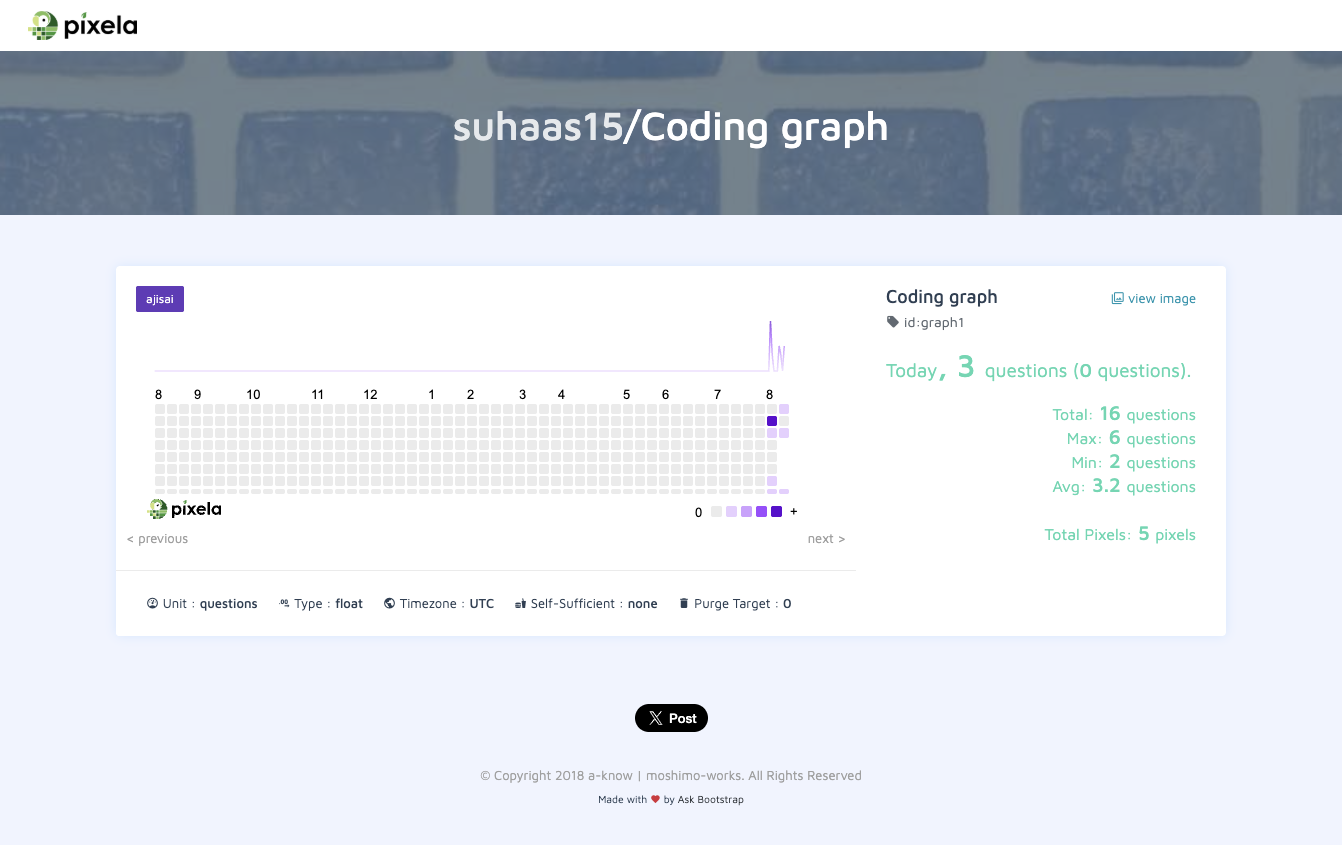 pixela
suhaas15/Coding graph
ajisai
8 9 10 11 12 1 2 3 4 5 6 7 8
pixela
0 +
< previous next >
Unit : questions .00 Type : float Timezone : UTC Self-Sufficient : none Purge Target : 0
Coding graph view image
id:graph1
Today, 3 questions (0 questions).
Total: 16 questions
Max: 6 questions
Min: 2 questions
Avg: 3.2 questions
Total Pixels: 5 pixels
X Post
© Copyright 2018 a-know | moshimo-works. All Rights Reserved
Made with ❤ by Ask Bootstrap